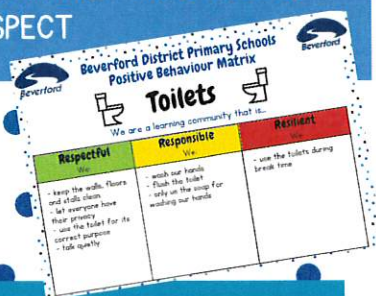 SPECT
Beverford District Primary Schools
Positive Behaviour Matrix
Beverford
Beverford
Toilets
We are a learning community that is...
Respectful
We:
- keep the walls, floors
and stalls clean
- let everyone have
their privacy
- use the toilet for its
correct purpose
- talk quietly
Responsible
We:
- wash our hands
- flush the toilet
- only us the soap for
washing our hands
Resilient
We:
- use the toilets during
break time